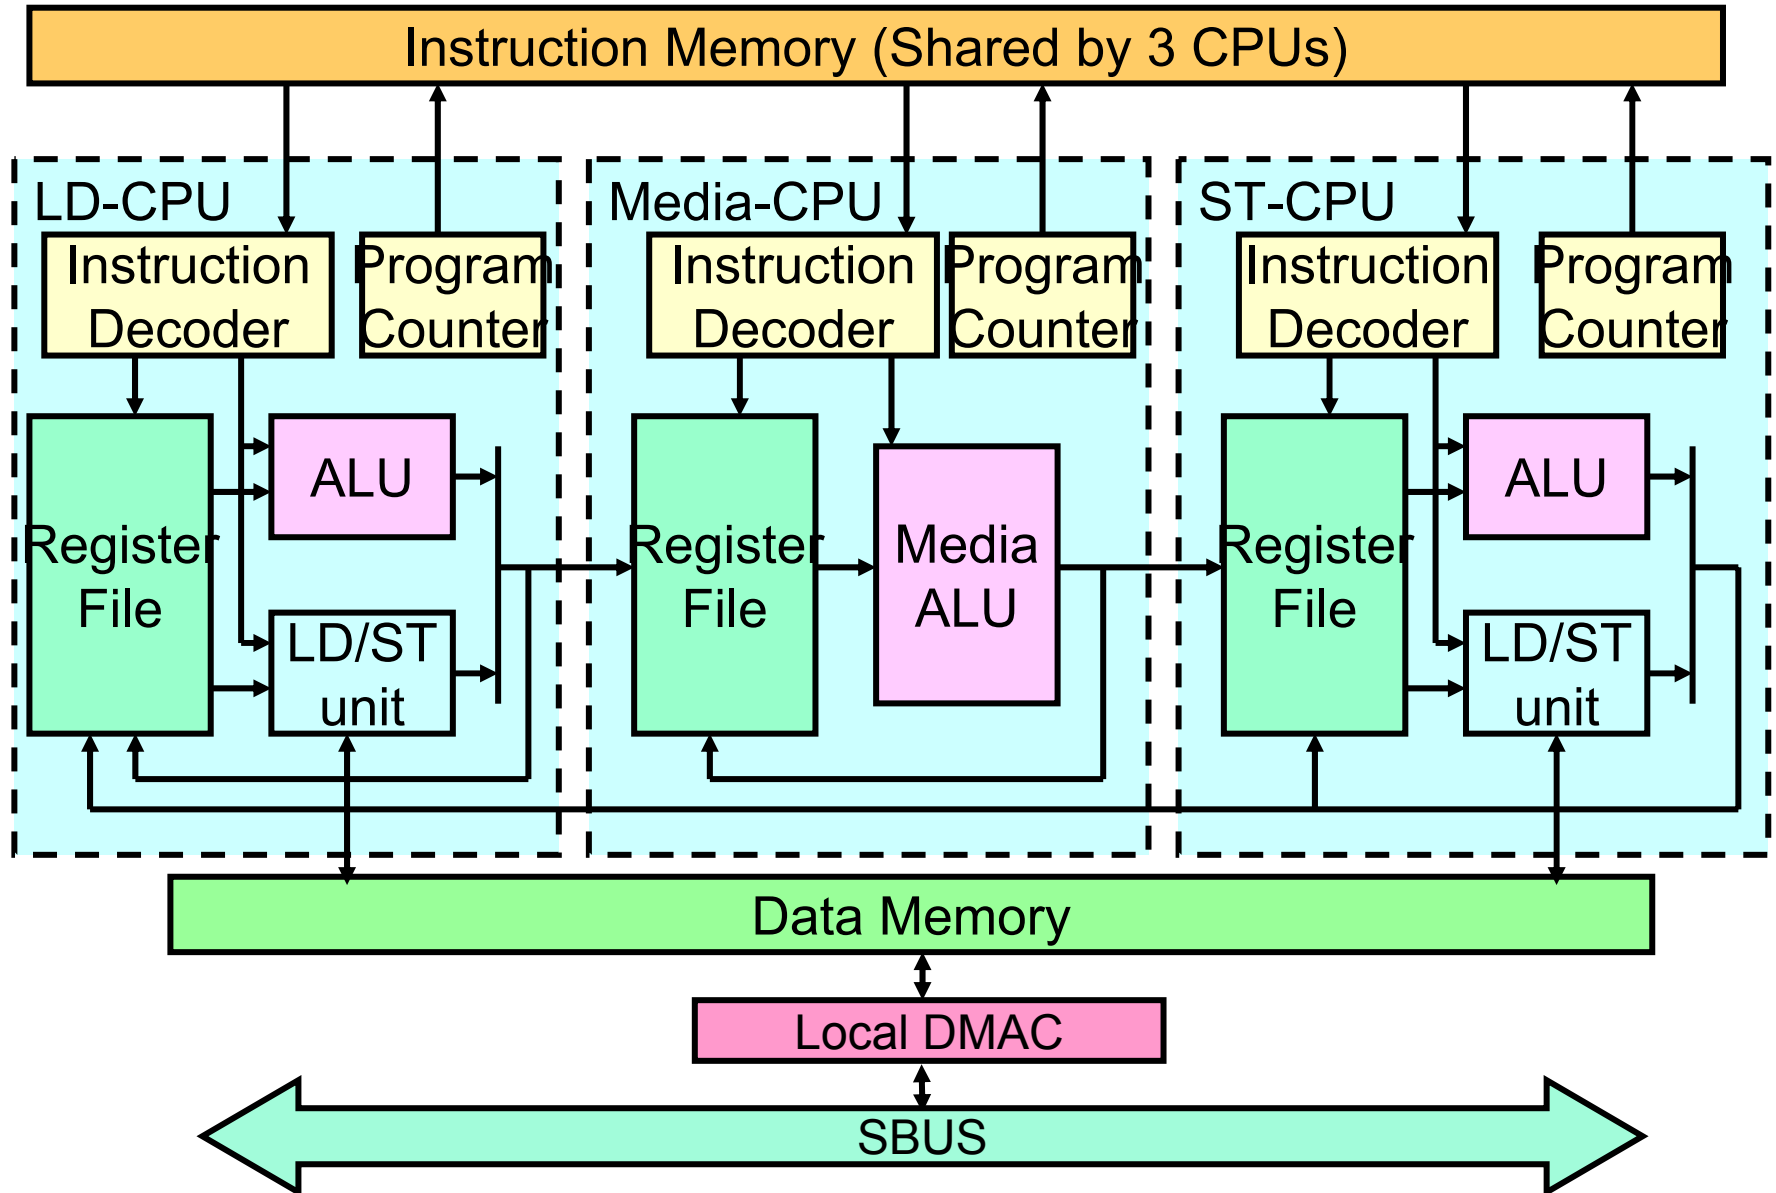 Instruction Memory (Shared by 3 CPUs)
LD-CPU
Instruction
Decoder
Program
Counter
Register
File
ALU
LD/ST
unit
Media-CPU
Instruction
Decoder
Program
Counter
Register
File
Media
ALU
ST-CPU
Instruction
Decoder
Program
Counter
Register
File
ALU
LD/ST
unit
Data Memory
Local DMAC
SBUS